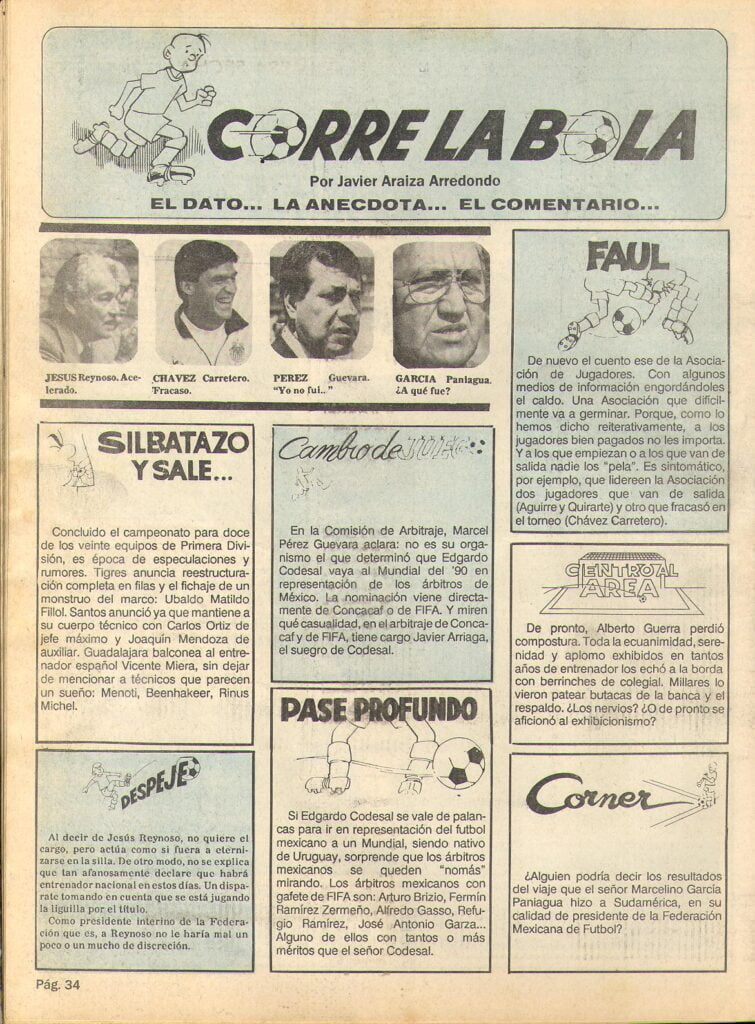 CORRE LA BOLA
Por Javier Araiza Arredondo
EL DATO... LA ANECDOTA... EL COMENTARIO...
JESUS Reynoso. Ace-
lerado.
CHAVEZ Carretero.
Fracaso.
PEREZ Guevara.
“Yo no fui...”
GARCIA Paniagua.
¿A qué fue?
SILBATAZO
Y SALE...
Concluido el campeonato para doce
de los veinte equipos de Primera Divi-
sión, es época de especulaciones y
rumores. Tigres anuncia reestructura-
ción completa en filas y el fichaje de un
monstruo del marco: Ubaldo Matildo
Fillol. Santos anunció ya que mantiene a
su cuerpo técnico con Carlos Ortiz de
jefe máximo y Joaquín Mendoza de
auxiliar. Guadalajara balconea al entre-
nador español Vicente Miera, sin dejar
de mencionar a técnicos que parecen
un sueño: Menoti, Beenhakeer, Rinus
Michel.
DESPEJE
Al decir de Jesús Reynoso, no quiere el
cargo, pero actúa como si fuera a eterni-
zarse en la silla. De otro modo, no se explica
que tan afanosamente declare que habrá
entrenador nacional en estos días. Un dispa-
rate tomando en cuenta que se está jugando
la liguilla por el título.
Como presidente interino de la Federa-
ción que es, a Reynoso no le haría mal un
poco o un mucho de discreción.
Cambio de JUEGO
En la Comisión de Arbitraje, Marcel
Pérez Guevara aclara: no es su orga-
nismo el que determinó que Edgardo
Codesal vaya al Mundial del '90 en
representación de los árbitros de
México. La nominación viene direc-
tamente de Concacaf o de FIFA. Y miren
qué casualidad, en el arbitraje de Conca-
caf y de FIFA, tiene cargo Javier Arriaga,
el suegro de Codesal.
PASE PROFUNDO
Si Edgardo Codesal se vale de palan-
cas para ir en representación del futbol
mexicano a un Mundial, siendo nativo
de Uruguay, sorprende que los árbitros
mexicanos se queden “nomás”
mirando. Los árbitros mexicanos con
gafete de FIFA son: Arturo Brizio, Fermín
Ramírez Zermeño, Alfredo Gasso, Refu-
gio Ramírez, José Antonio Garza...
Alguno de ellos con tantos o más
méritos que el señor Codesal.
FAUL
De nuevo el cuento ese de la Asocia-
ción de Jugadores. Con algunos
medios de información engordándoles
el caldo. Una Asociación que difícil-
mente va a germinar. Porque, como lo
hemos dicho reiterativamente, a los
jugadores bien pagados no les importa.
Y a los que empiezan o a los que van de
salida nadie los “pela”. Es sintomático,
por ejemplo, que lidereen la Asociación
dos jugadores que van de salida
(Aguirre y Quirarte) y otro que fracasó en
el torneo (Chávez Carretero).
CENTRO AL
AREA
De pronto, Alberto Guerra perdió
compostura. Toda la ecuanimidad, sere-
nidad y aplomo exhibidos en tantos
años de entrenador los echó a la borda
con berrinches de colegial. Millares lo
vieron patear butacas de la banca y el
respaldo. ¿Los nervios? ¿O de pronto se
aficionó al exhibicionismo?
Corner
¿Alguien podría decir los resultados
del viaje que el señor Marcelino García
Paniagua hizo a Sudamérica, en su
calidad de presidente de la Federación
Mexicana de Futbol?
Pág. 34